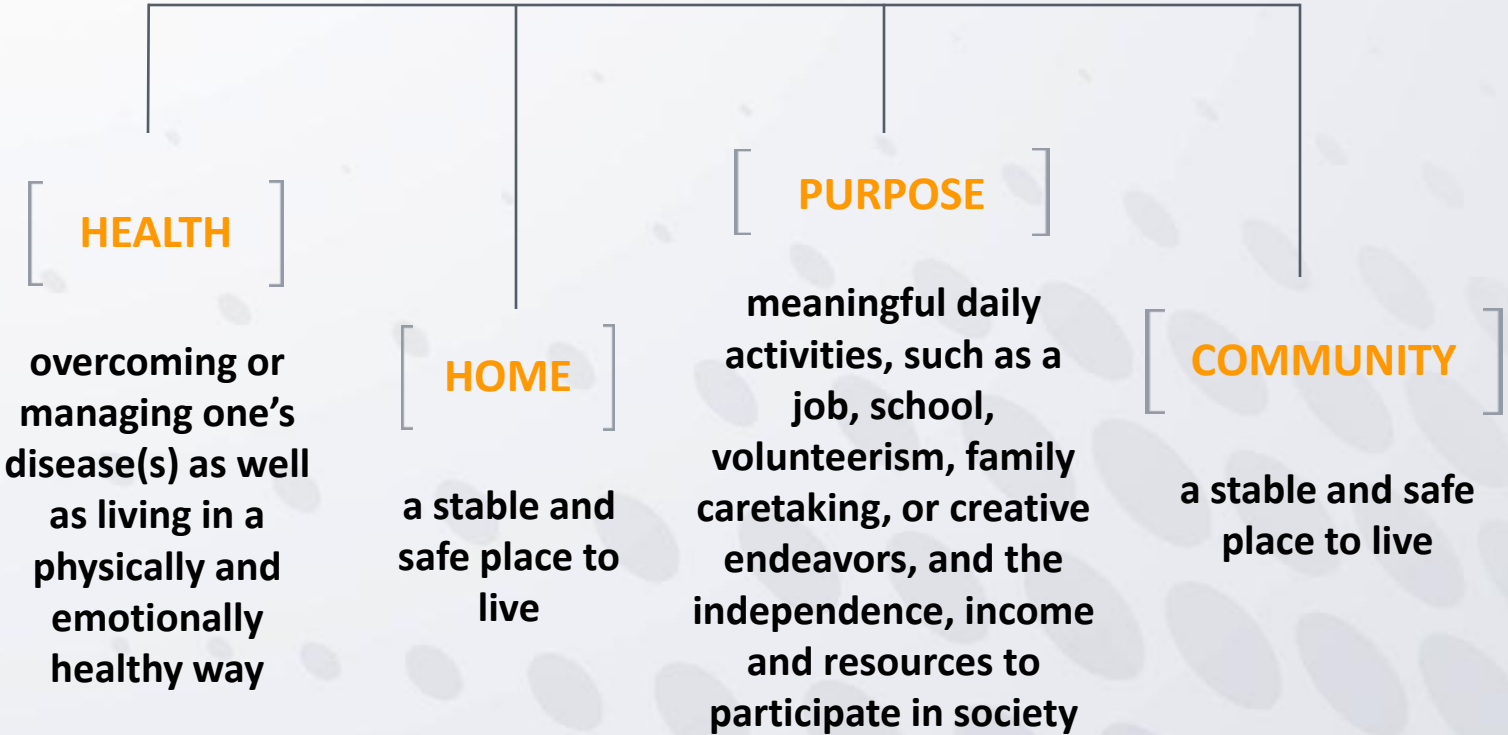 HEALTH
overcoming or
managing one’s
disease(s) as well
as living in a
physically and
emotionally
healthy way
HOME
a stable and
safe place to
live
PURPOSE
meaningful daily
activities, such as a
job, school,
volunteerism, family
caretaking, or creative
endeavors, and the
independence, income
and resources to
participate in society
COMMUNITY
a stable and safe
place to live